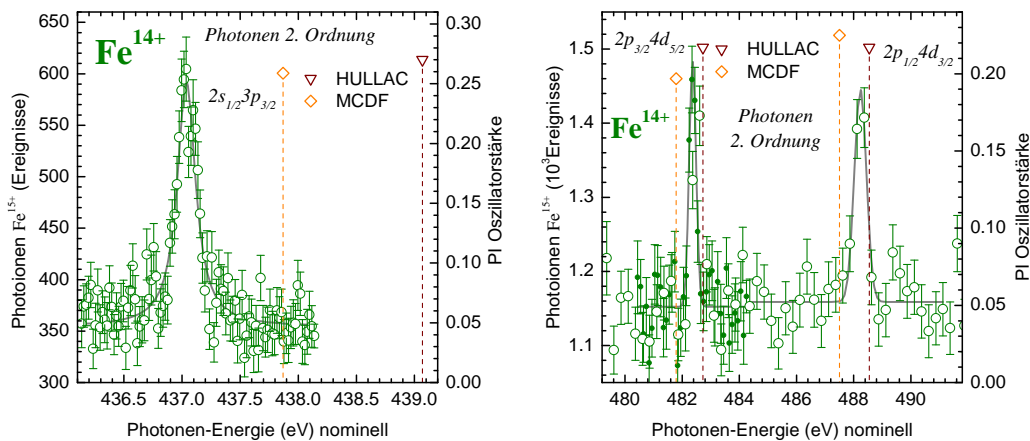 Fe14+
Photonen 2. Ordnung
HULLAC
MCDF
2s1/23p3/2
Photoionen Fe15+ (Ereignisse)
650
600
550
500
450
400
350
300
0.30
0.25
0.20
0.15
0.10
0.05
0.00
PI Oszillatorstärke
436.5 437.0 437.5 438.0 438.5 439.0
Photonen-Energie (eV) nominell
2p3/24d5/2
HULLAC
MCDF
2p1/24d3/2
Fe14+
Photonen
2. Ordnung
Photoionen Fe15+ (103Ereignisse)
1.5
1.4
1.3
1.2
1.1
0.20
0.15
0.10
0.05
0.00
PI Oszillatorstärke
480 482 484 486 488 490
Photonen-Energie (eV) nominell